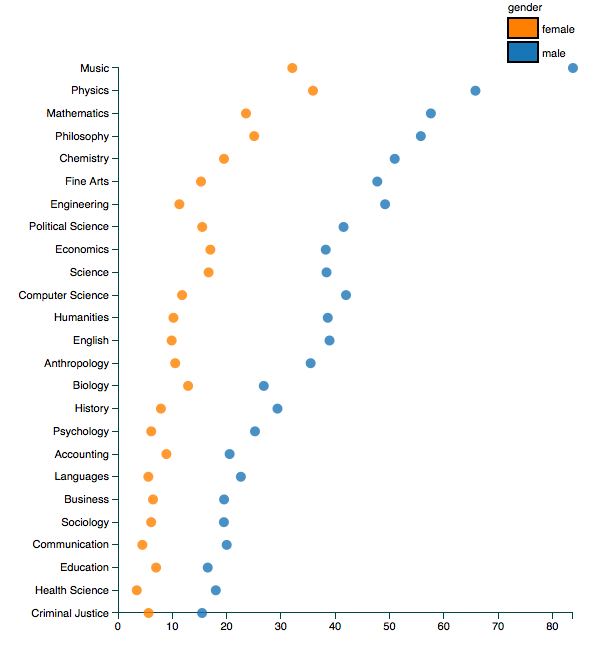 gender
female
male
Music
Physics
Mathematics
Philosophy
Chemistry
Fine Arts
Engineering
Political Science
Economics
Science
Computer Science
Humanities
English
Anthropology
Biology
History
Psychology
Accounting
Languages
Business
Sociology
Communication
Education
Health Science
Criminal Justice
0 10 20 30 40 50 60 70 80